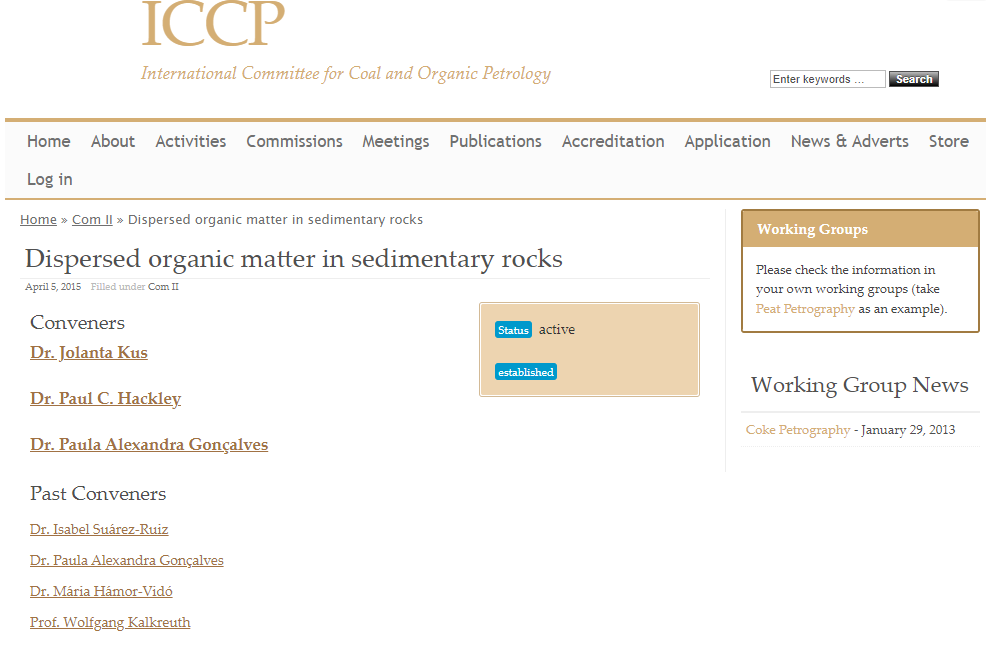 ICCP
International Committee for Coal and Organic Petrology
Enter keywords ... Search
Home About Activities Commissions Meetings Publications Accreditation Application News & Adverts Store
Log in
Home » Com II » Dispersed organic matter in sedimentary rocks
Dispersed organic matter in sedimentary rocks
April 5, 2015 Filled under Com II
Conveners
Dr. Jolanta Kus
Dr. Paul C. Hackley
Dr. Paula Alexandra Gonçalves
Past Conveners
Dr. Isabel Suárez-Ruiz
Dr. Paula Alexandra Gonçalves
Dr. Mária Hámor-Vidó
Prof. Wolfgang Kalkreuth
Status active
established
Working Groups
Please check the information in
your own working groups (take
Peat Petrography as an example).
Working Group News
Coke Petrography - January 29, 2013